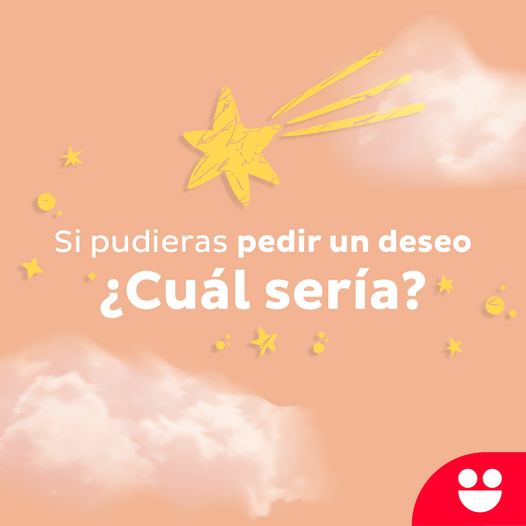 Si pudieras pedir un deseo
¿Cuál sería?